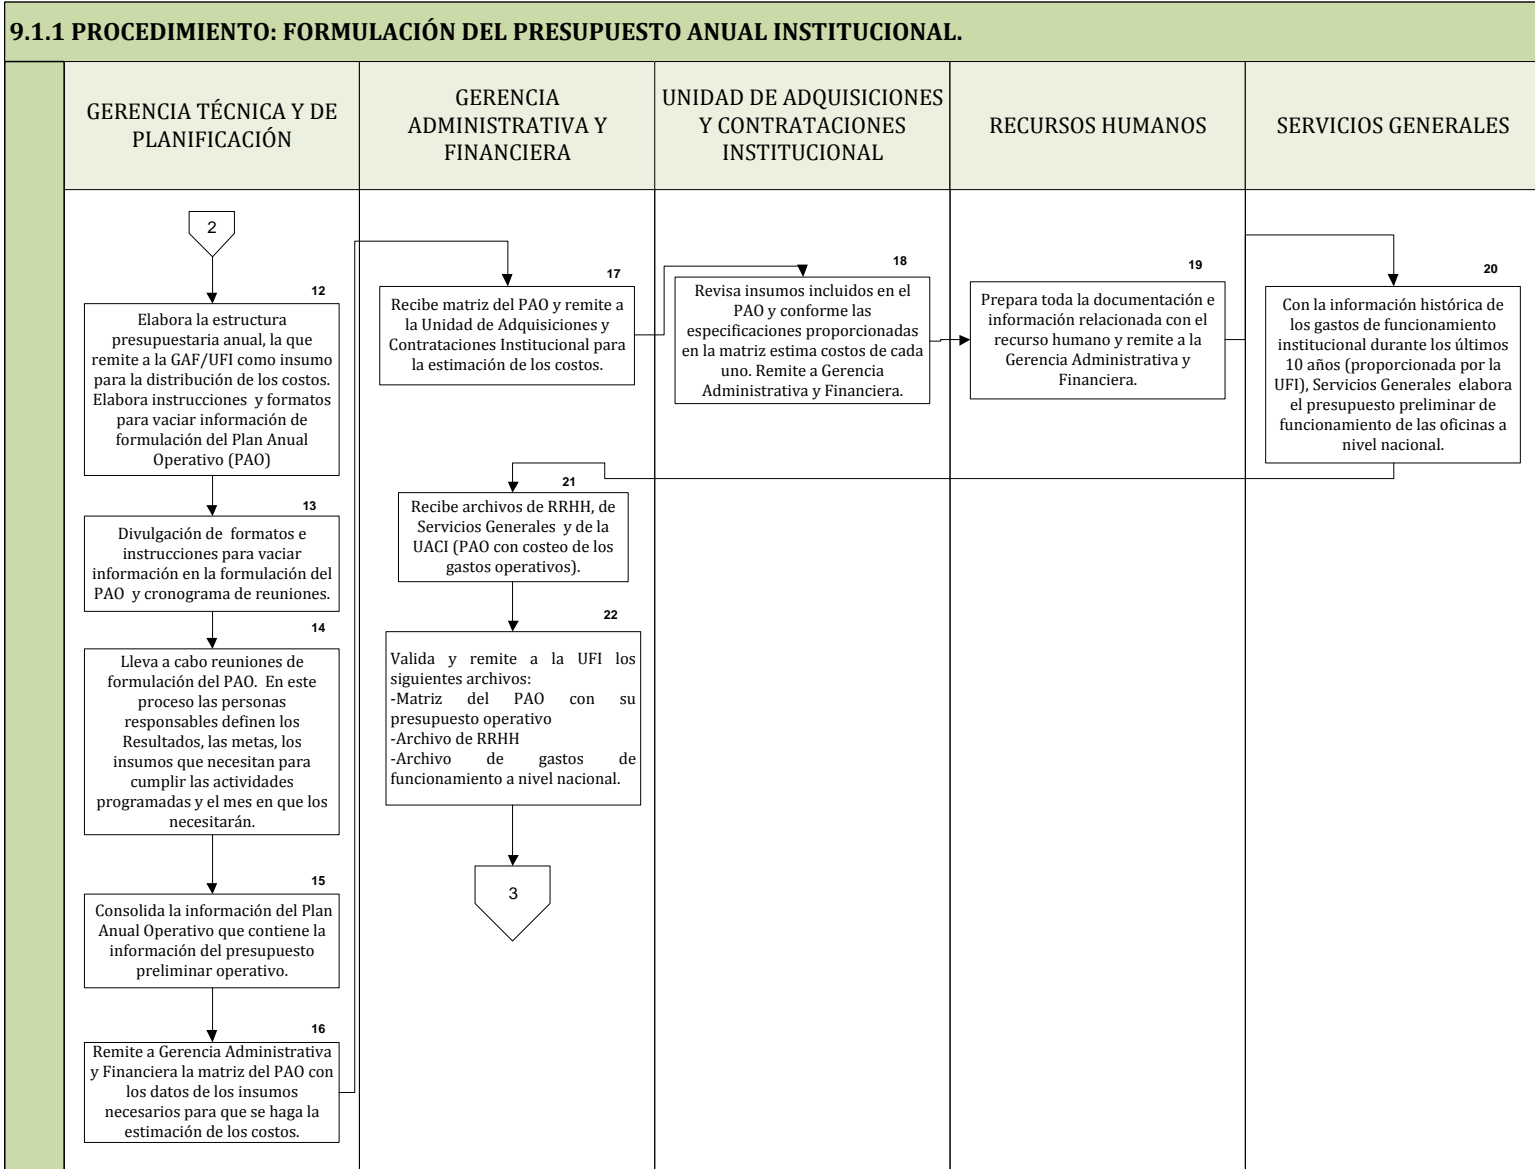 9.1.1 PROCEDIMIENTO: FORMULACIÓN DEL PRESUPUESTO ANUAL INSTITUCIONAL.
GERENCIA TÉCNICA Y DE
PLANIFICACIÓN
GERENCIA
ADMINISTRATIVA Y
FINANCIERA
UNIDAD DE ADQUISICIONES
Y CONTRATACIONES
INSTITUCIONAL
RECURSOS HUMANOS
SERVICIOS GENERALES
2
12
Elabora la estructura
presupuestaria anual, la que
remite a la GAF/UFI como insumo
para la distribución de los costos.
Elabora instrucciones y formatos
para vaciar información de
formulación del Plan Anual
Operativo (PAO)
13
Divulgación de formatos e
instrucciones para vaciar
información en la formulación del
PAO y cronograma de reuniones.
14
Lleva a cabo reuniones de
formulación del PAO. En este
proceso las personas
responsables definen los
Resultados, las metas, los
insumos que necesitan para
cumplir las actividades
programadas y el mes en que los
necesitarán.
15
Consolida la información del Plan
Anual Operativo que contiene la
información del presupuesto
preliminar operativo.
16
Remite a Gerencia Administrativa
y Financiera la matriz del PAO con
los datos de los insumos
necesarios para que se haga la
estimación de los costos.
17
Recibe matriz del PAO y remite a
la Unidad de Adquisiciones y
Contrataciones Institucional para
la estimación de los costos.
18
Revisa insumos incluidos en el
PAO y conforme las
especificaciones proporcionadas
en la matriz estima costos de cada
uno. Remite a Gerencia
Administrativa y Financiera.
19
Prepara toda la documentación e
información relacionada con el
recurso humano y remite a la
Gerencia Administrativa y
Financiera.
20
Con la información histórica de
los gastos de funcionamiento
institucional durante los últimos
10 años (proporcionada por la
UFI), Servicios Generales elabora
el presupuesto preliminar de
funcionamiento de las oficinas a
nivel nacional.
21
Recibe archivos de RRHH, de
Servicios Generales y de la
UACI (PAO con costeo de los
gastos operativos).
22
Valida y remite a la UFI los
siguientes archivos:
-Matriz del PAO con su
presupuesto operativo
-Archivo de RRHH
-Archivo de gastos de
funcionamiento a nivel nacional.
3